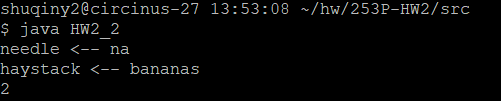 shuqiny2@circinus-27 13:53:08 ~/hw/253P-HW2/src
$ java HW2_2
needle <-- na
haystack <-- bananas
2